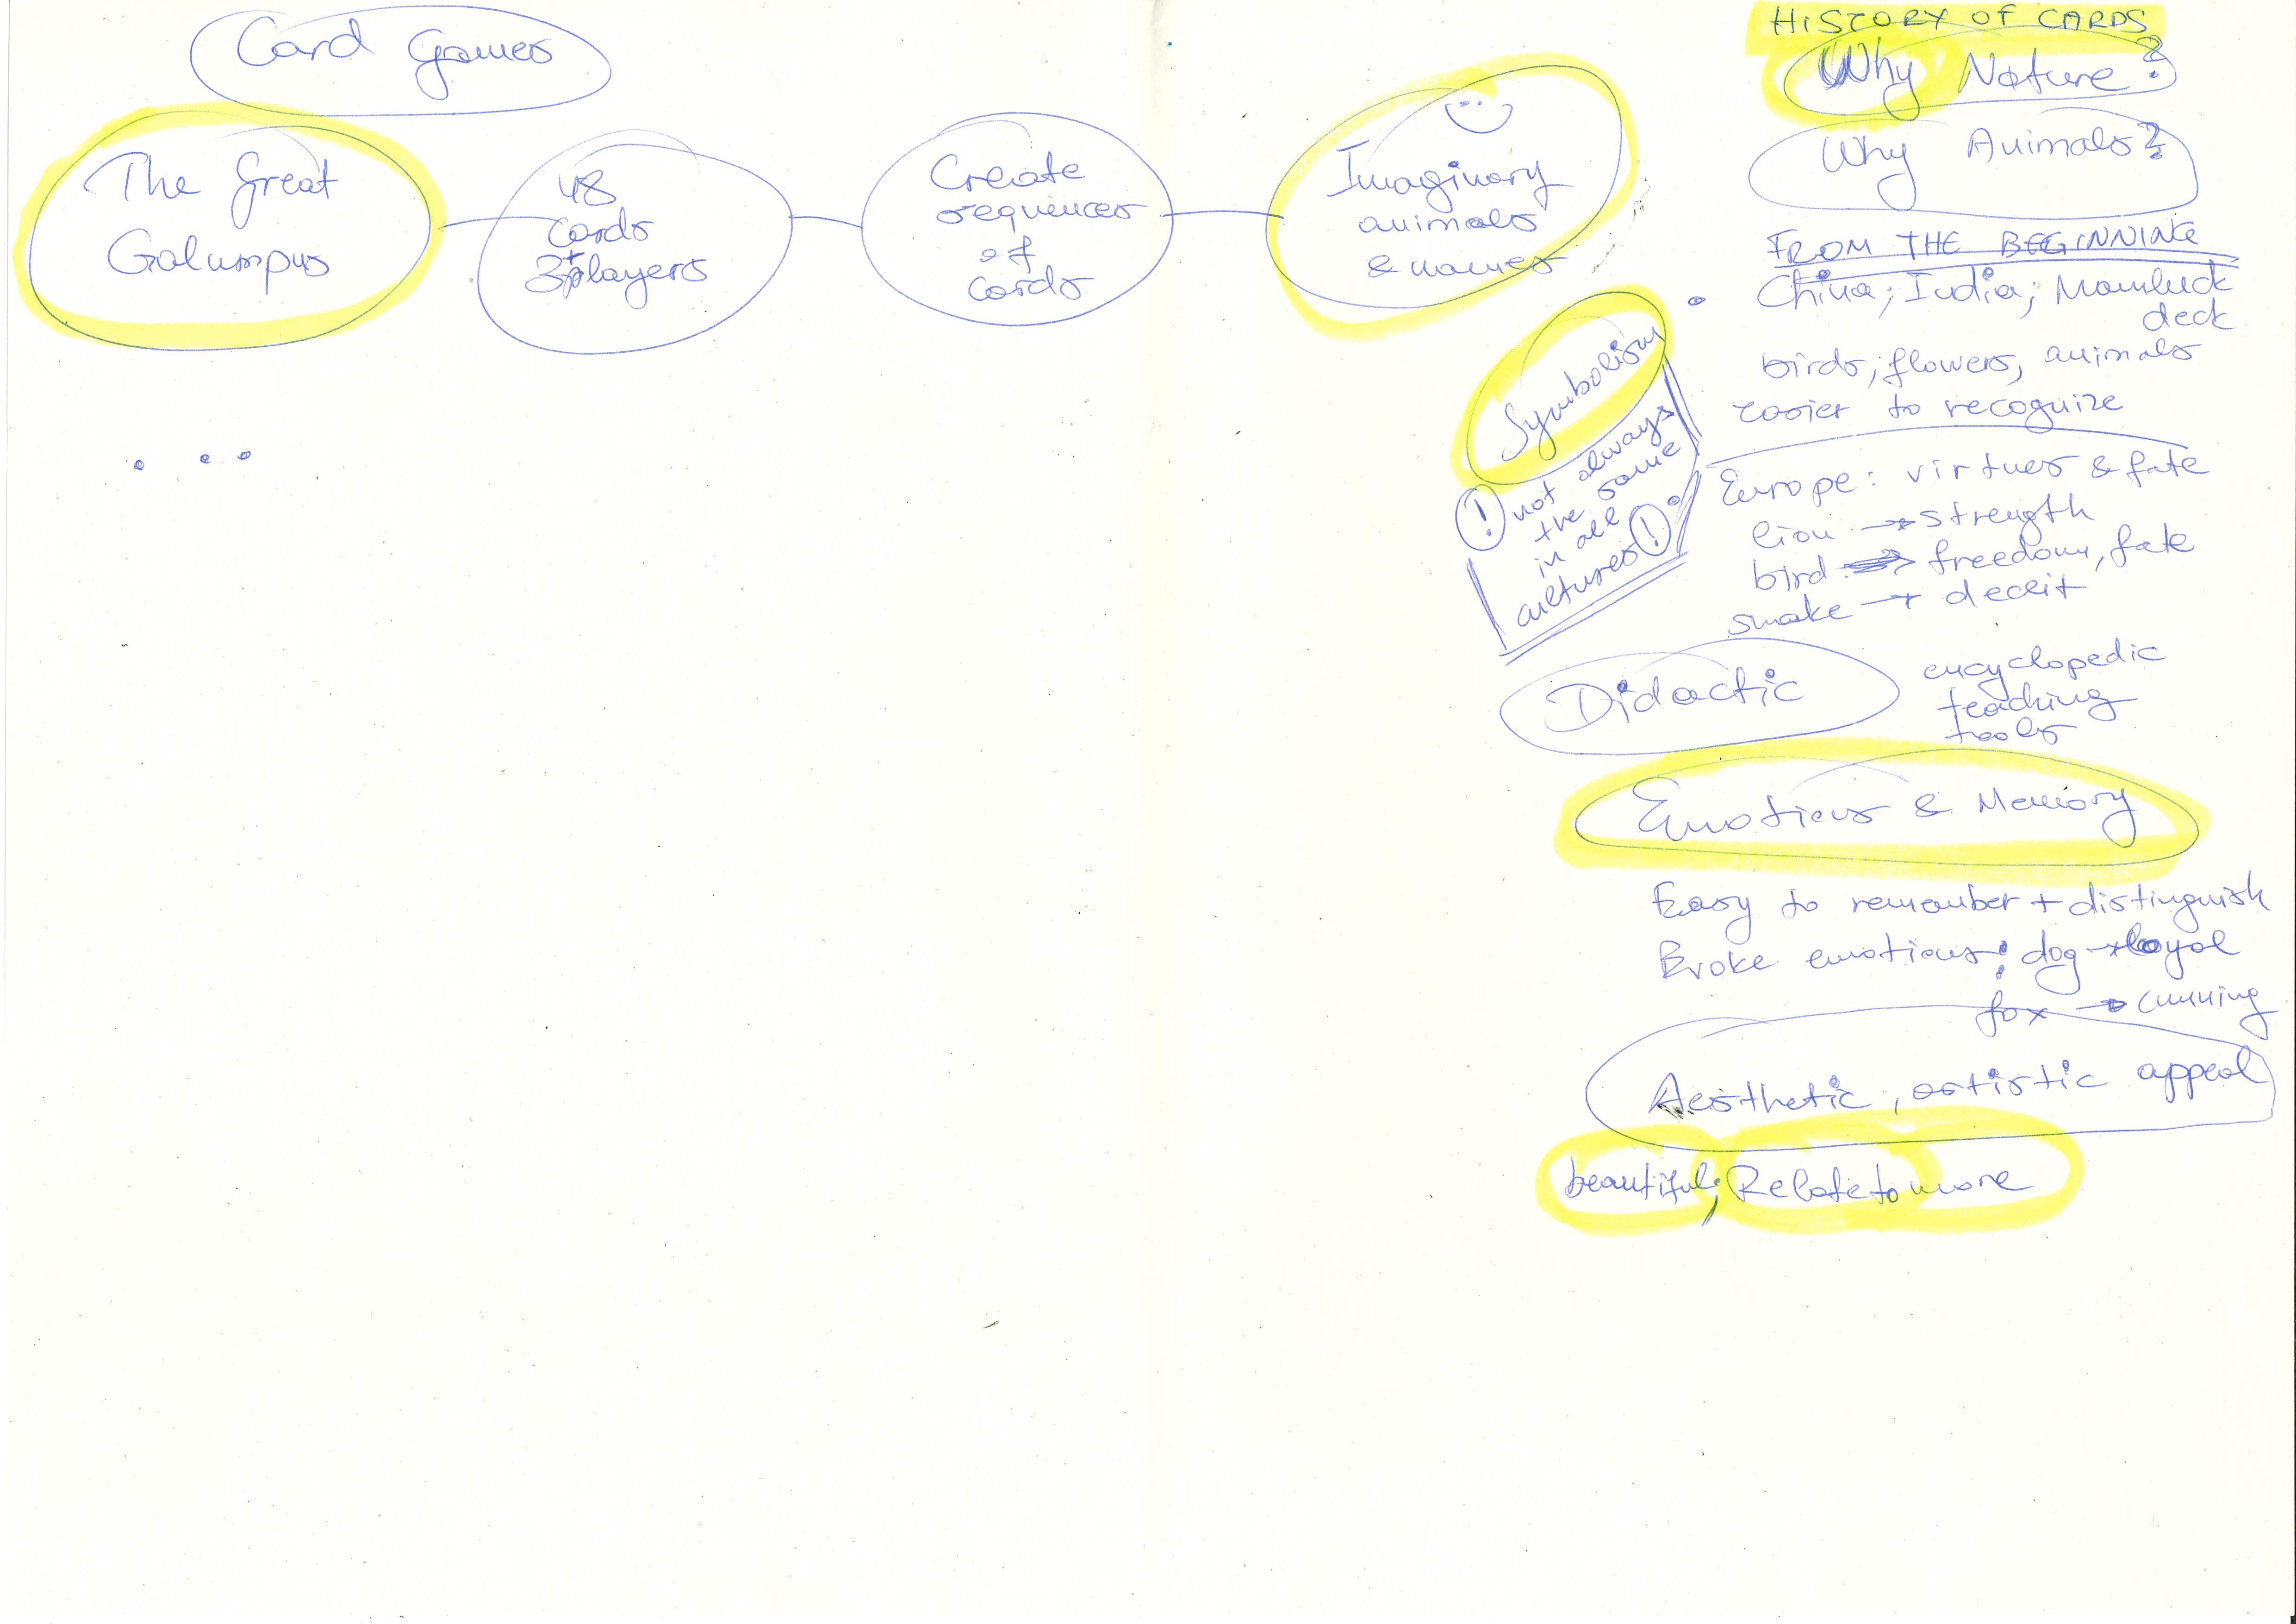 Card Games
The Great
Galumpus
48
cards
3+players
Create
sequences
of
cards
Imaginary
animals
& names
HISTORY OF CARDS
Why Nature?
Why Animals?
FROM THE BEGINNING
China; India; Mamluck
deck
birds, flowers, animals
easier to recognize
Symbolism
! not always
the same
in all
cultures !
Europe: virtues & fate
lion → strength
bird → freedom, fate
snake → deceit
Didactic
encyclopedic
teaching
tools
Emotions & Memory
Easy to remember + distinguish
Evoke emotions: dog → loyal
fox → cunning
Aesthetic, artistic appeal
beautiful; Relate to more